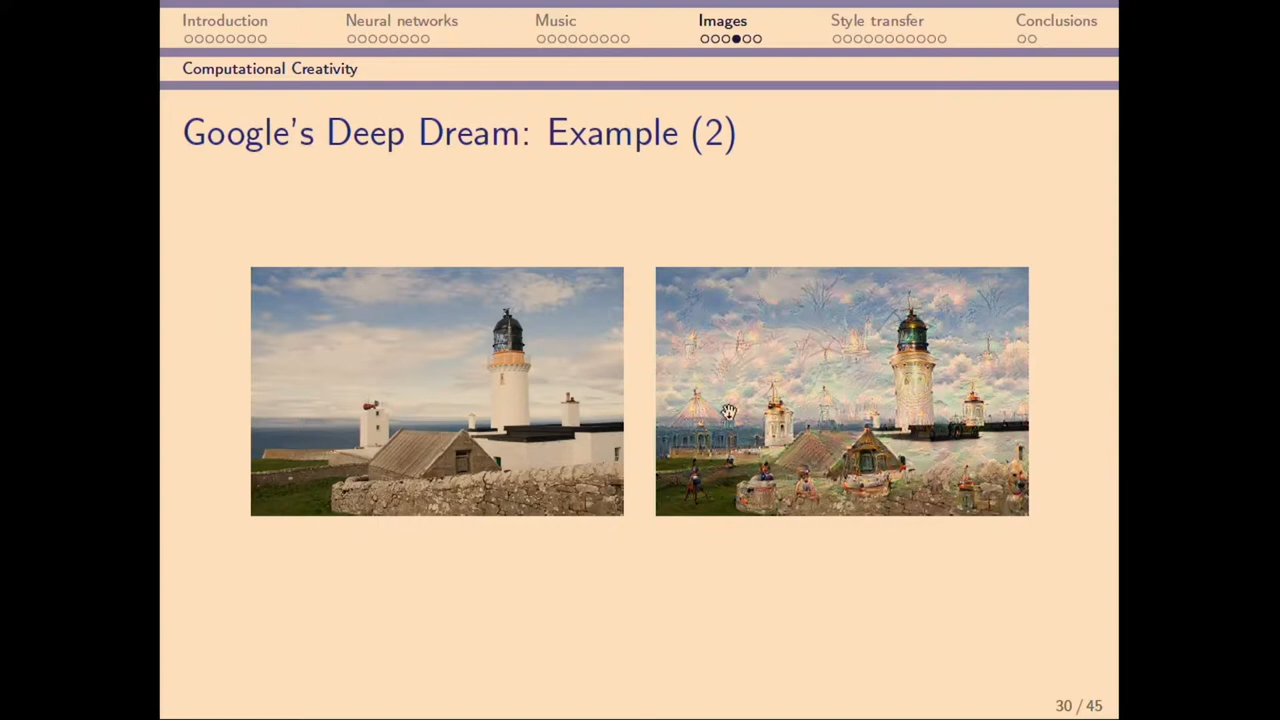 Introduction Neural networks Music Images Style transfer Conclusions
Computational Creativity
Google's Deep Dream: Example (2)
30 / 45